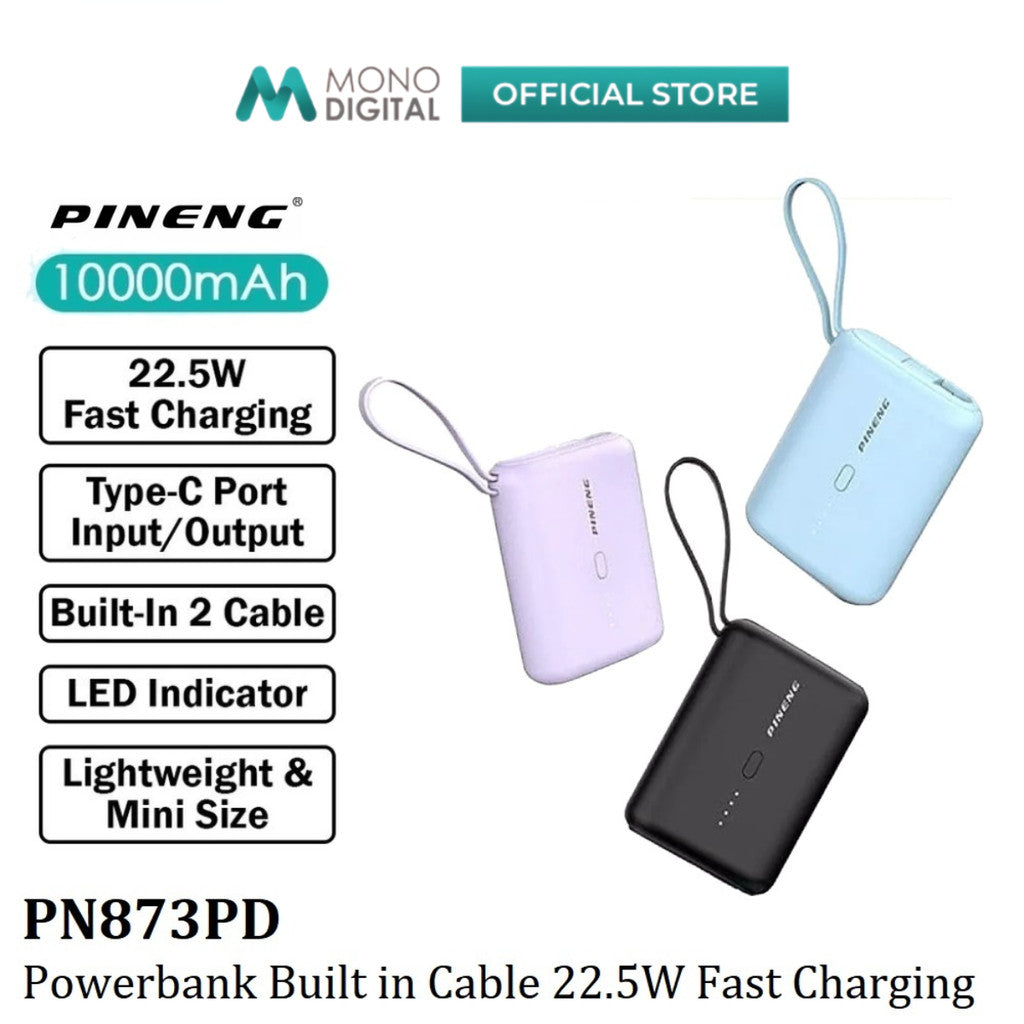 MONO
DIGITAL
OFFICIAL STORE
PINENG®
10000mAh
22.5W
Fast Charging
Type-C Port
Input/Output
Built-In 2 Cable
LED Indicator
Lightweight &
Mini Size
PINENG
PINENG
PINENG
PN873PD
Powerbank Built in Cable 22.5W Fast Charging